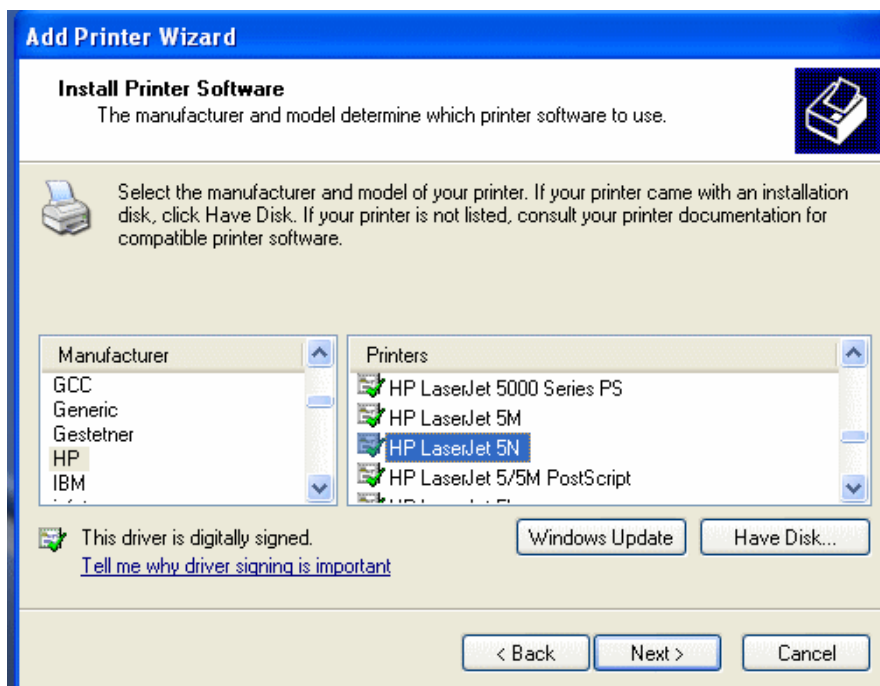 Add Printer Wizard
Install Printer Software
The manufacturer and model determine which printer software to use.
Select the manufacturer and model of your printer. If your printer came with an installation
disk, click Have Disk. If your printer is not listed, consult your printer documentation for
compatible printer software.
Manufacturer
GCC
Generic
Gestetner
HP
IBM
Printers
HP LaserJet 5000 Series PS
HP LaserJet 5M
HP LaserJet 5N
HP LaserJet 5/5M PostScript
This driver is digitally signed.
Tell me why driver signing is important
Windows Update
Have Disk...
< Back
Next >
Cancel